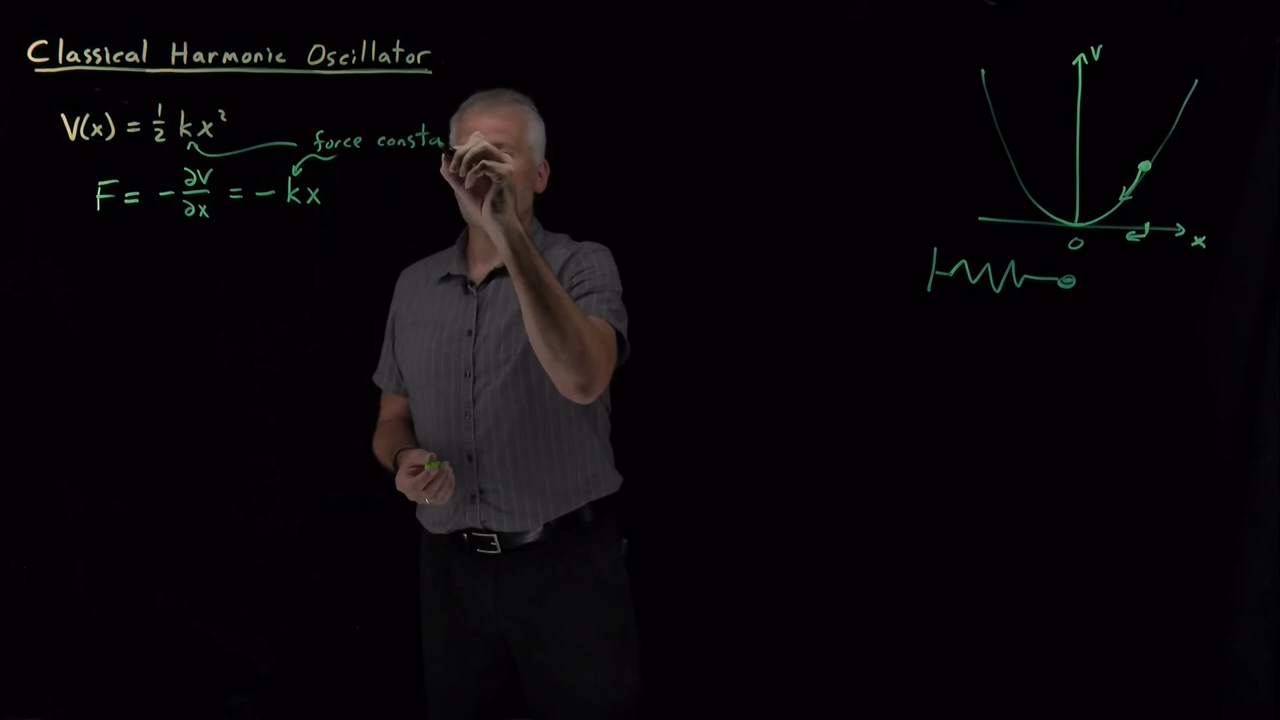 Classical Harmonic Oscillator
V(x) = ½ kx²
force consta
F = - ∂V/∂x = - kx
V
0
x